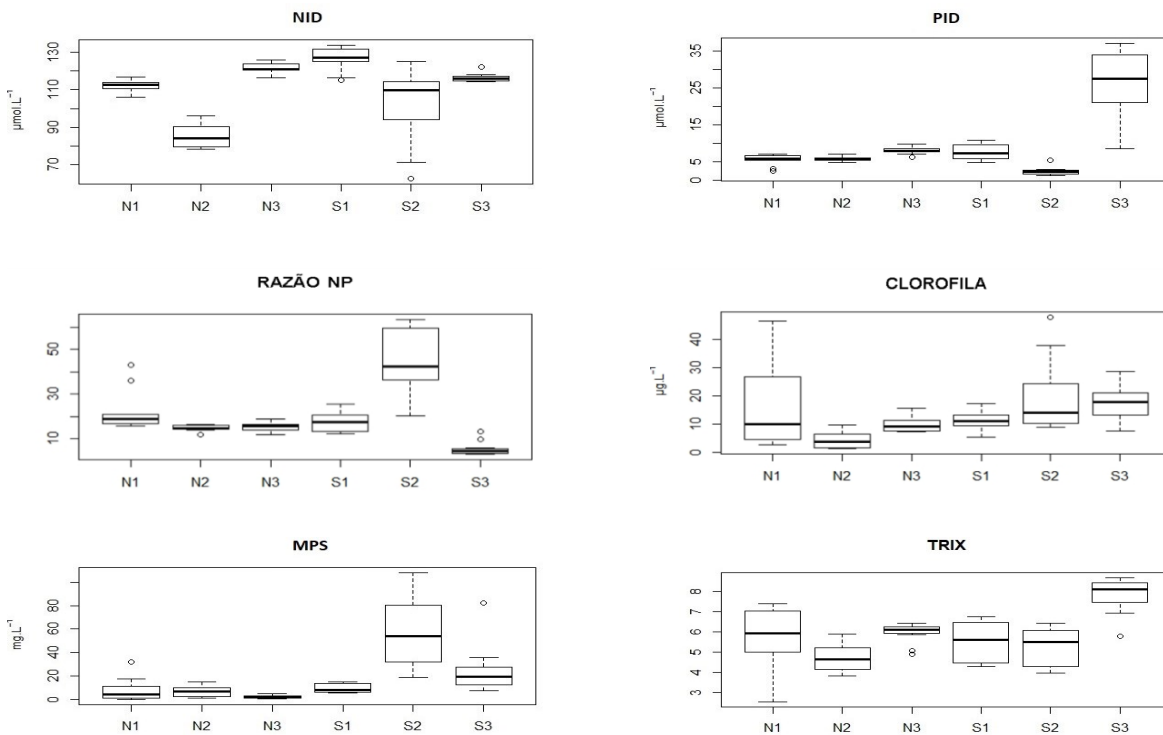 NID
PID
µmol.L⁻¹
130
110
90
70
N1 N2 N3 S1 S2 S3
µmol.L⁻¹
35
25
15
5
0
N1 N2 N3 S1 S2 S3
RAZÃO NP
CLOROFILA
50
30
10
N1 N2 N3 S1 S2 S3
µg.L⁻¹
40
30
20
10
0
N1 N2 N3 S1 S2 S3
MPS
TRIX
mg.L⁻¹
80
60
40
20
0
N1 N2 N3 S1 S2 S3
8
7
6
5
4
3
N1 N2 N3 S1 S2 S3